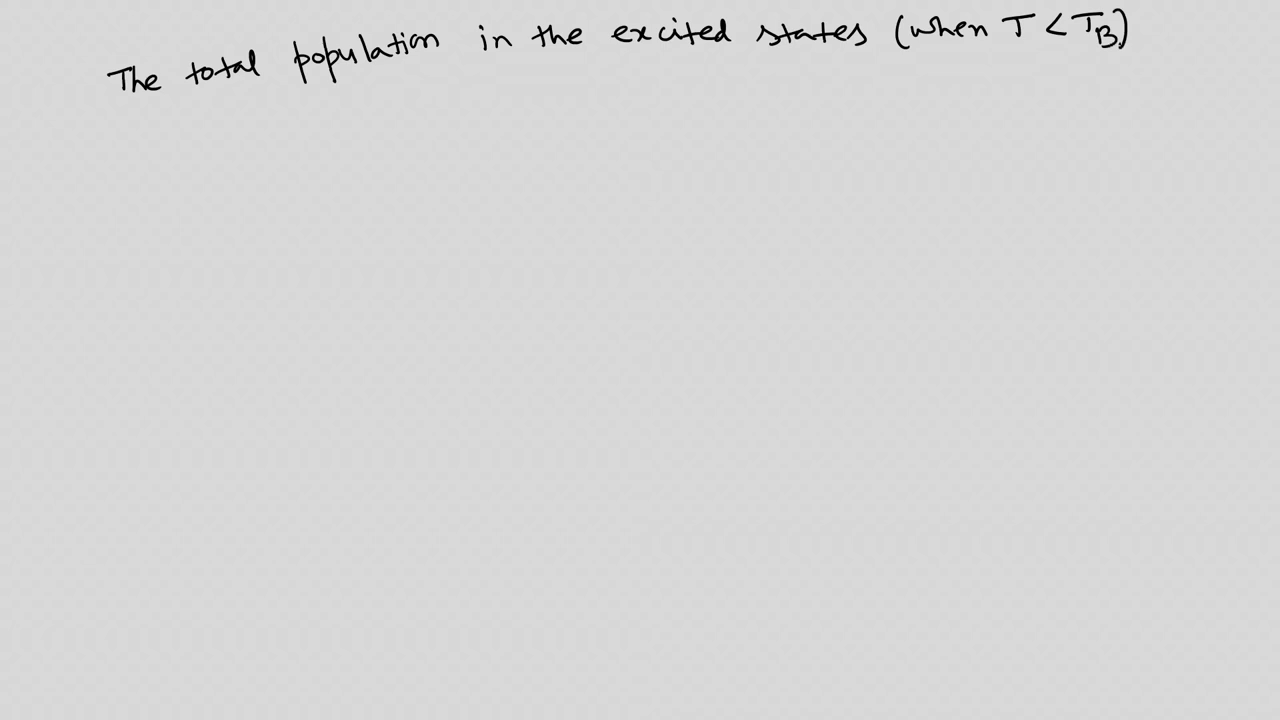 The total population in the excited states (when T < T_B)